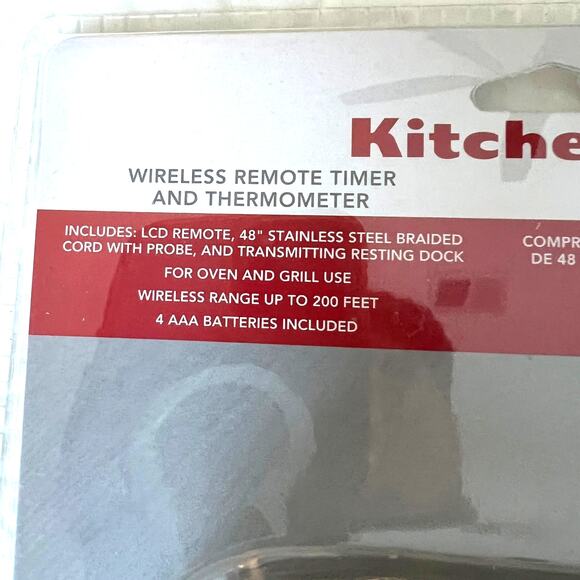 Kitche
WIRELESS REMOTE TIMER
AND THERMOMETER
INCLUDES: LCD REMOTE, 48" STAINLESS STEEL BRAIDED
CORD WITH PROBE, AND TRANSMITTING RESTING DOCK
FOR OVEN AND GRILL USE
WIRELESS RANGE UP TO 200 FEET
4 AAA BATTERIES INCLUDED
COMPR
DE 48